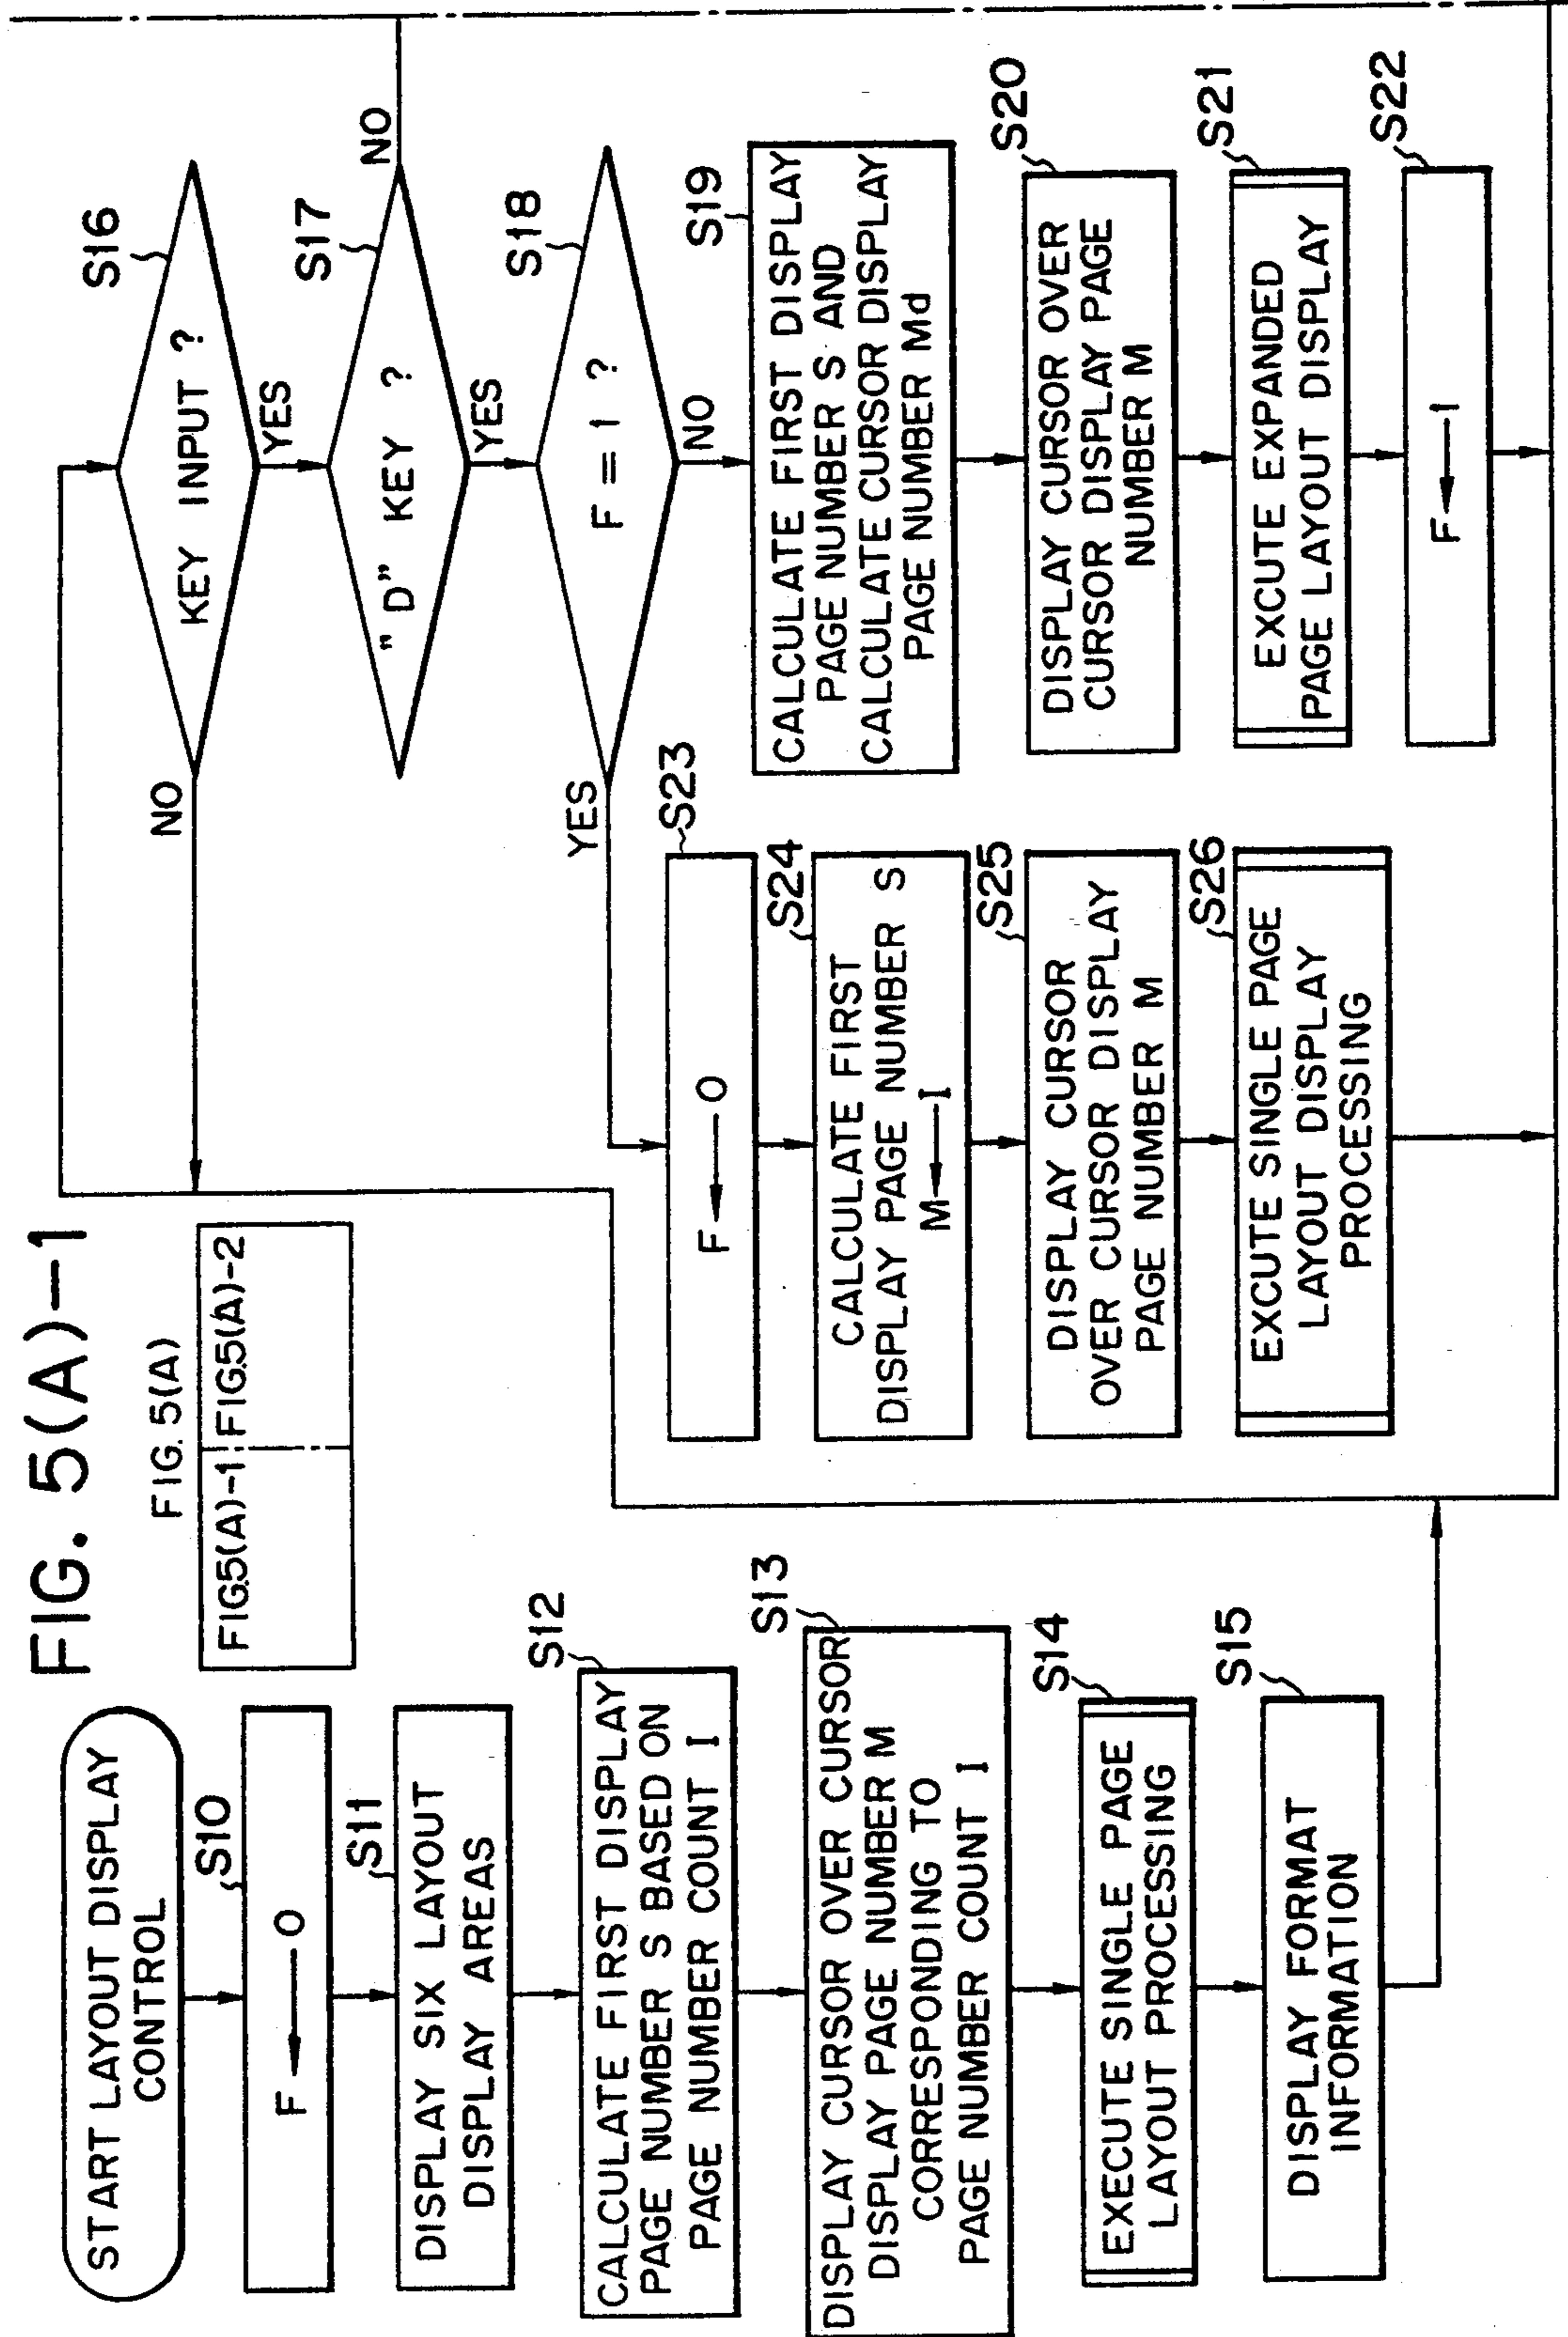 FIG. 5(A)-1
FIG. 5(A)
FIG.5(A)-1 FIG.5(A)-2
START LAYOUT DISPLAY
CONTROL
S10
F ← 0
S11
DISPLAY SIX LAYOUT
DISPLAY AREAS
S12
CALCULATE FIRST DISPLAY
PAGE NUMBER S BASED ON
PAGE NUMBER COUNT I
S13
DISPLAY CURSOR OVER CURSOR
DISPLAY PAGE NUMBER M
CORRESPONDING TO
PAGE NUMBER COUNT I
S14
EXECUTE SINGLE PAGE
LAYOUT PROCESSING
S15
DISPLAY FORMAT
INFORMATION
S16
KEY INPUT ?
NO
YES
S17
"D" KEY ?
NO
YES
S18
F = 1 ?
YES
NO
S23
F ← 0
S24
CALCULATE FIRST
DISPLAY PAGE NUMBER S
M ← I
S25
DISPLAY CURSOR
OVER CURSOR DISPLAY
PAGE NUMBER M
S26
EXCUTE SINGLE PAGE
LAYOUT DISPLAY
PROCESSING
S19
CALCULATE FIRST DISPLAY
PAGE NUMBER S AND
CALCULATE CURSOR DISPLAY
PAGE NUMBER Md
S20
DISPLAY CURSOR OVER
CURSOR DISPLAY PAGE
NUMBER M
S21
EXCUTE EXPANDED
PAGE LAYOUT DISPLAY
S22
F ← 1